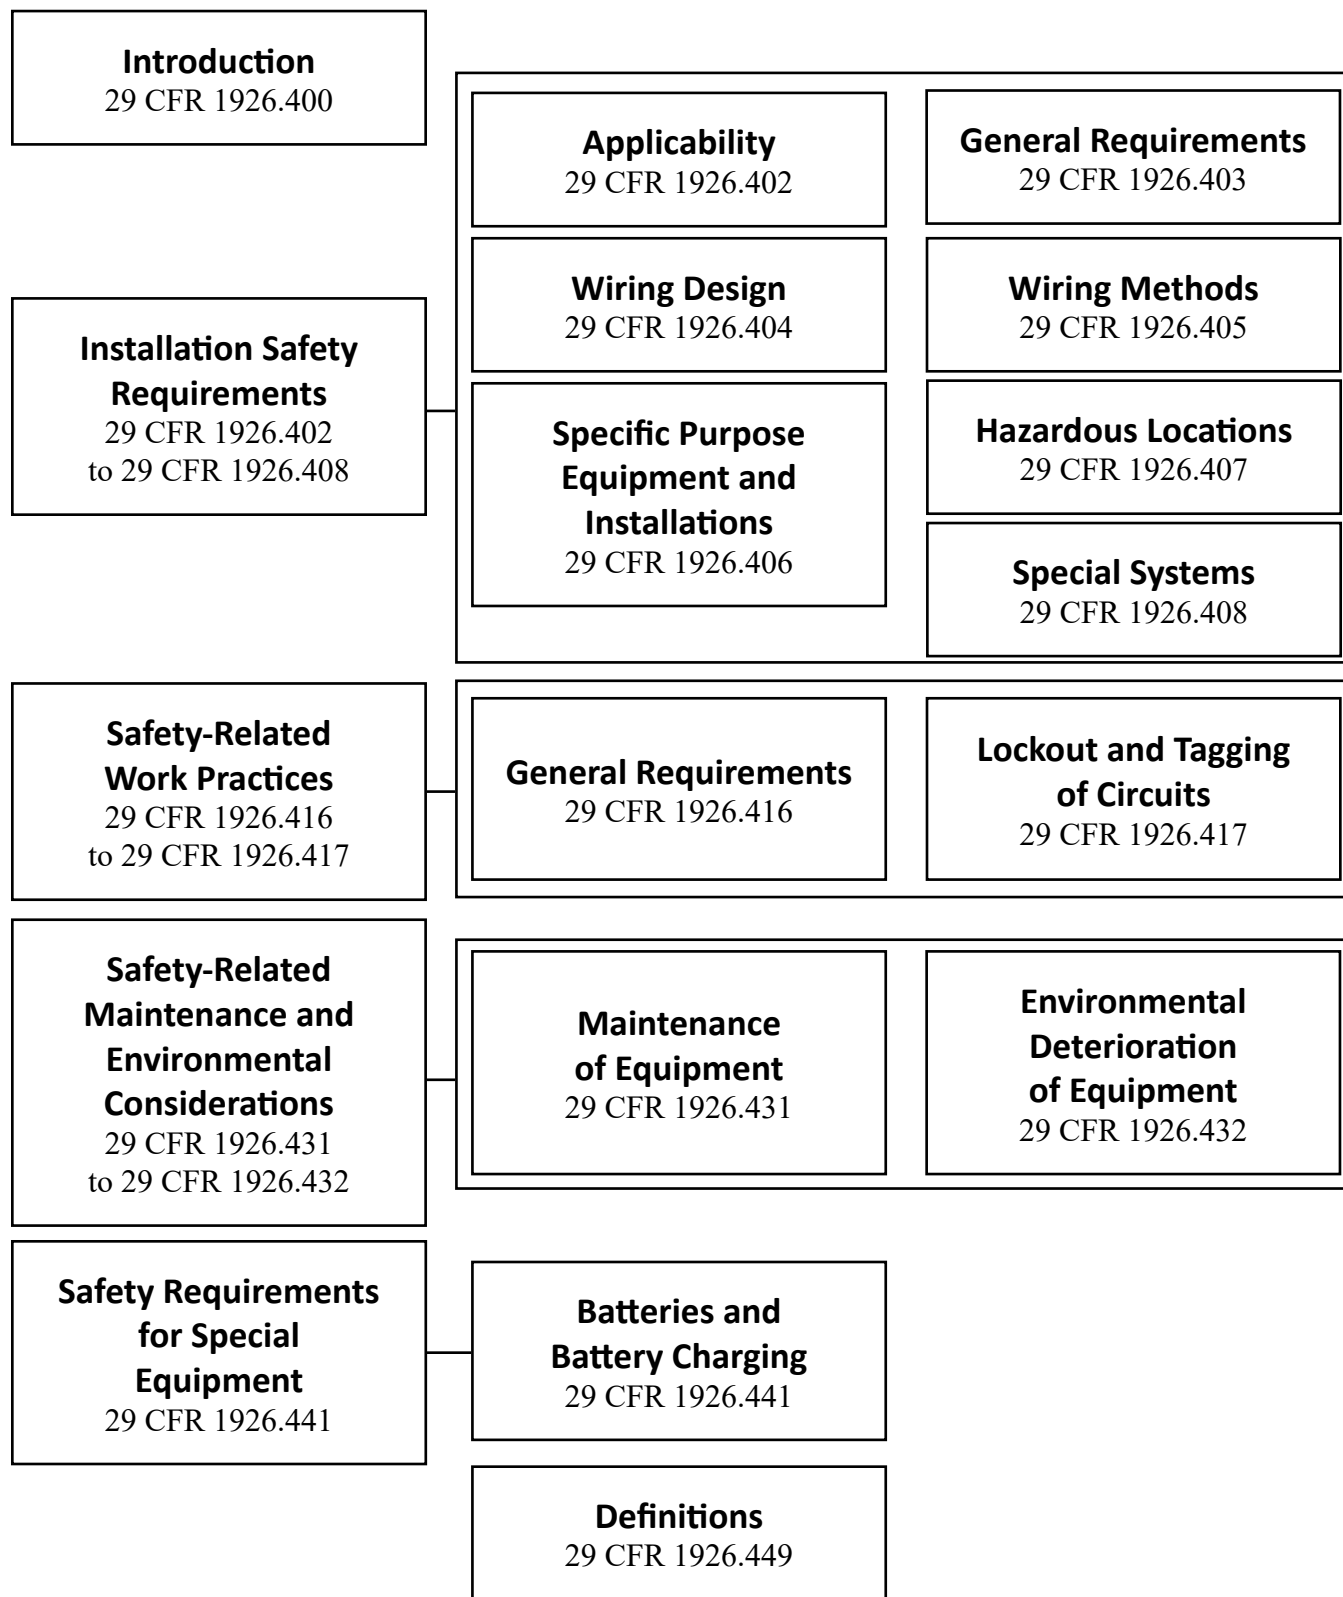 Introduction
29 CFR 1926.400
Installation Safety
Requirements
29 CFR 1926.402
to 29 CFR 1926.408
Applicability
29 CFR 1926.402
General Requirements
29 CFR 1926.403
Wiring Design
29 CFR 1926.404
Wiring Methods
29 CFR 1926.405
Specific Purpose
Equipment and
Installations
29 CFR 1926.406
Hazardous Locations
29 CFR 1926.407
Special Systems
29 CFR 1926.408
Safety-Related
Work Practices
29 CFR 1926.416
to 29 CFR 1926.417
General Requirements
29 CFR 1926.416
Lockout and Tagging
of Circuits
29 CFR 1926.417
Safety-Related
Maintenance and
Environmental
Considerations
29 CFR 1926.431
to 29 CFR 1926.432
Maintenance
of Equipment
29 CFR 1926.431
Environmental
Deterioration
of Equipment
29 CFR 1926.432
Safety Requirements
for Special
Equipment
29 CFR 1926.441
Batteries and
Battery Charging
29 CFR 1926.441
Definitions
29 CFR 1926.449